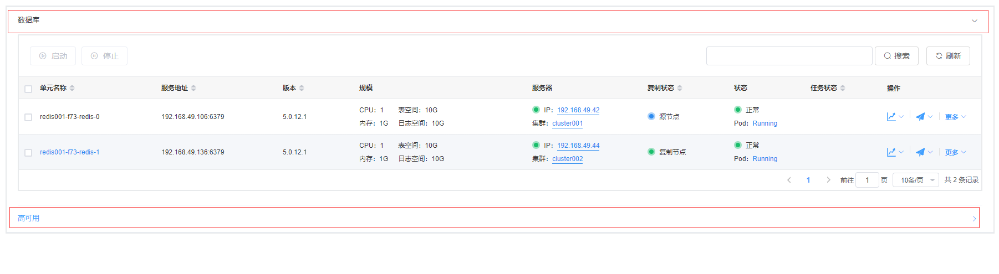 数据库
启动 停止 搜索 刷新
单元名称 服务地址 版本 规模 服务器 复制状态 状态 任务状态 操作
redis001-f73-redis-0 192.168.49.106:6379 5.0.12.1 CPU：1 表空间：10G IP：192.168.49.42 源节点 正常 更多
内存：1G 日志空间：10G 集群：cluster001 Pod：Running
redis001-f73-redis-1 192.168.49.136:6379 5.0.12.1 CPU：1 表空间：10G IP：192.168.49.44 复制节点 正常 更多
内存：1G 日志空间：10G 集群：cluster002 Pod：Running
1 前往 1 页 10条/页 共 2 条记录
高可用